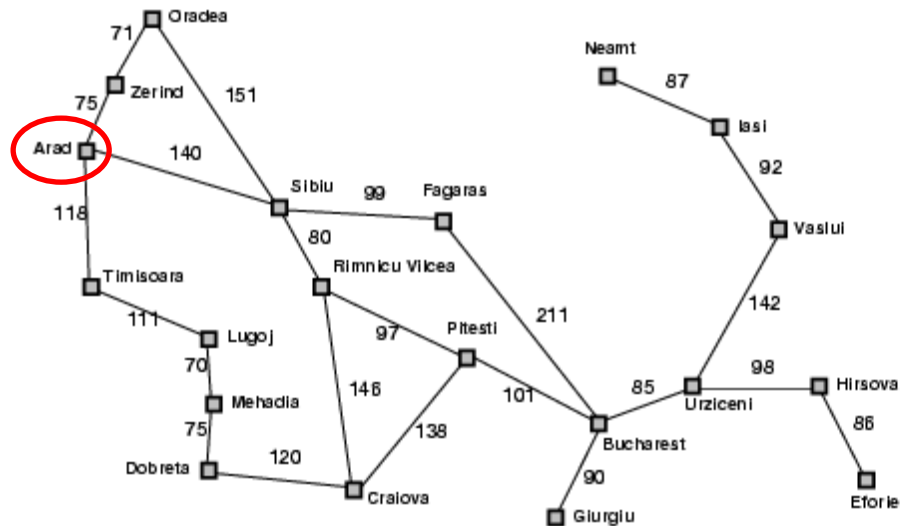 Oradea
71
Neamt
87
Zerind
151
75
Iasi
Arad
140
92
Sibiu
99
Fagaras
118
80
Vaslui
Timisoara
Rimnicu Vilcea
111
142
Lugoj
97
Pitesti
211
70
98
Hirsova
146
101
85
Mehadia
Urziceni
75
138
86
Bucharest
Dobreta
120
90
Craiova
Eforie
Giurgiu